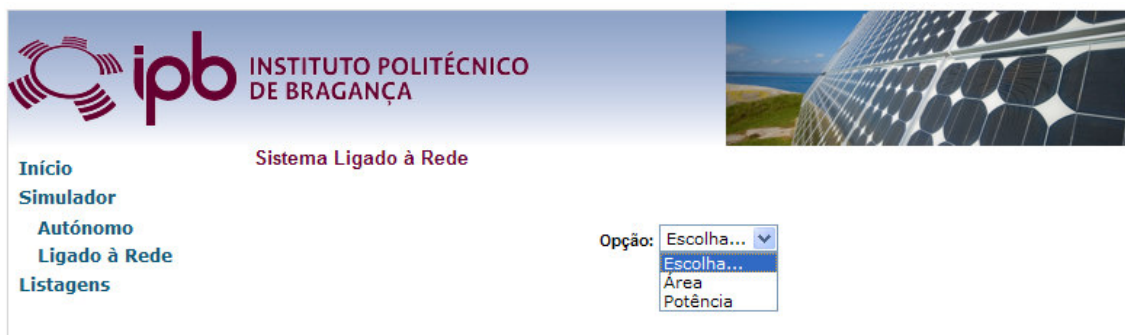 ipb INSTITUTO POLITÉCNICO
DE BRAGANÇA
Sistema Ligado à Rede
Início
Simulador
Autónomo
Ligado à Rede
Listagens
Opção: Escolha...
Escolha...
Área
Potência